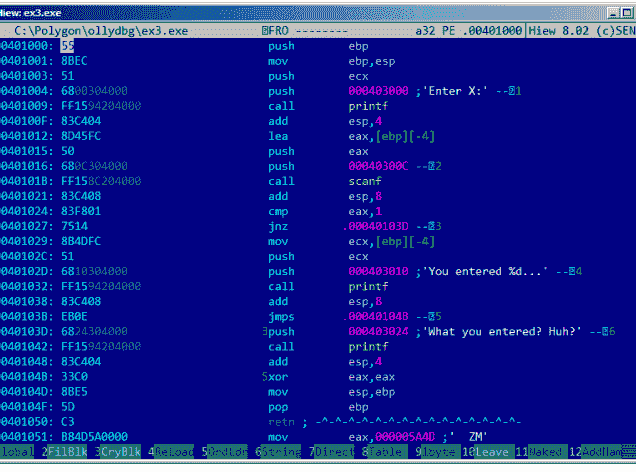 Hiew: ex3.exe
C:\Polygon\ollydbg\ex3.exe FRO -------- a32 PE .00401000 Hiew 8.02 (c)SEN
00401000: 55 push ebp
00401001: 8BEC mov ebp,esp
00401003: 51 push ecx
00401004: 6800304000 push 000403000 ;'Enter X:' --1
00401009: FF1594204000 call printf
0040100F: 83C404 add esp,4
00401012: 8D45FC lea eax,[ebp][-4]
00401015: 50 push eax
00401016: 680C304000 push 00040300C --2
0040101B: FF158C204000 call scanf
00401021: 83C408 add esp,8
00401024: 83F801 cmp eax,1
00401027: 7514 jnz .00040103D --3
00401029: 8B4DFC mov ecx,[ebp][-4]
0040102C: 51 push ecx
0040102D: 6810304000 push 000403010 ;'You entered %d...' --4
00401032: FF1594204000 call printf
00401038: 83C408 add esp,8
0040103B: EB0E jmps .00040104B --5
0040103D: 6824304000 3push 000403024 ;'What you entered? Huh?' --6
00401042: FF1594204000 call printf
00401048: 83C404 add esp,4
0040104B: 33C0 5xor eax,eax
0040104D: 8BE5 mov esp,ebp
0040104F: 5D pop ebp
00401050: C3 retn ; -^-^-^-^-^-^-^-^-^-^-^-^-^-^-^-^-
00401051: B84D5A0000 mov eax,000005A4D ;' ZM'
1Global 2FilBlk 3CryBlk 4ReLoad 5OrdLdr 6String 7Direct 8Table 9Ibyte 10Leave 11Naked 12AddNam